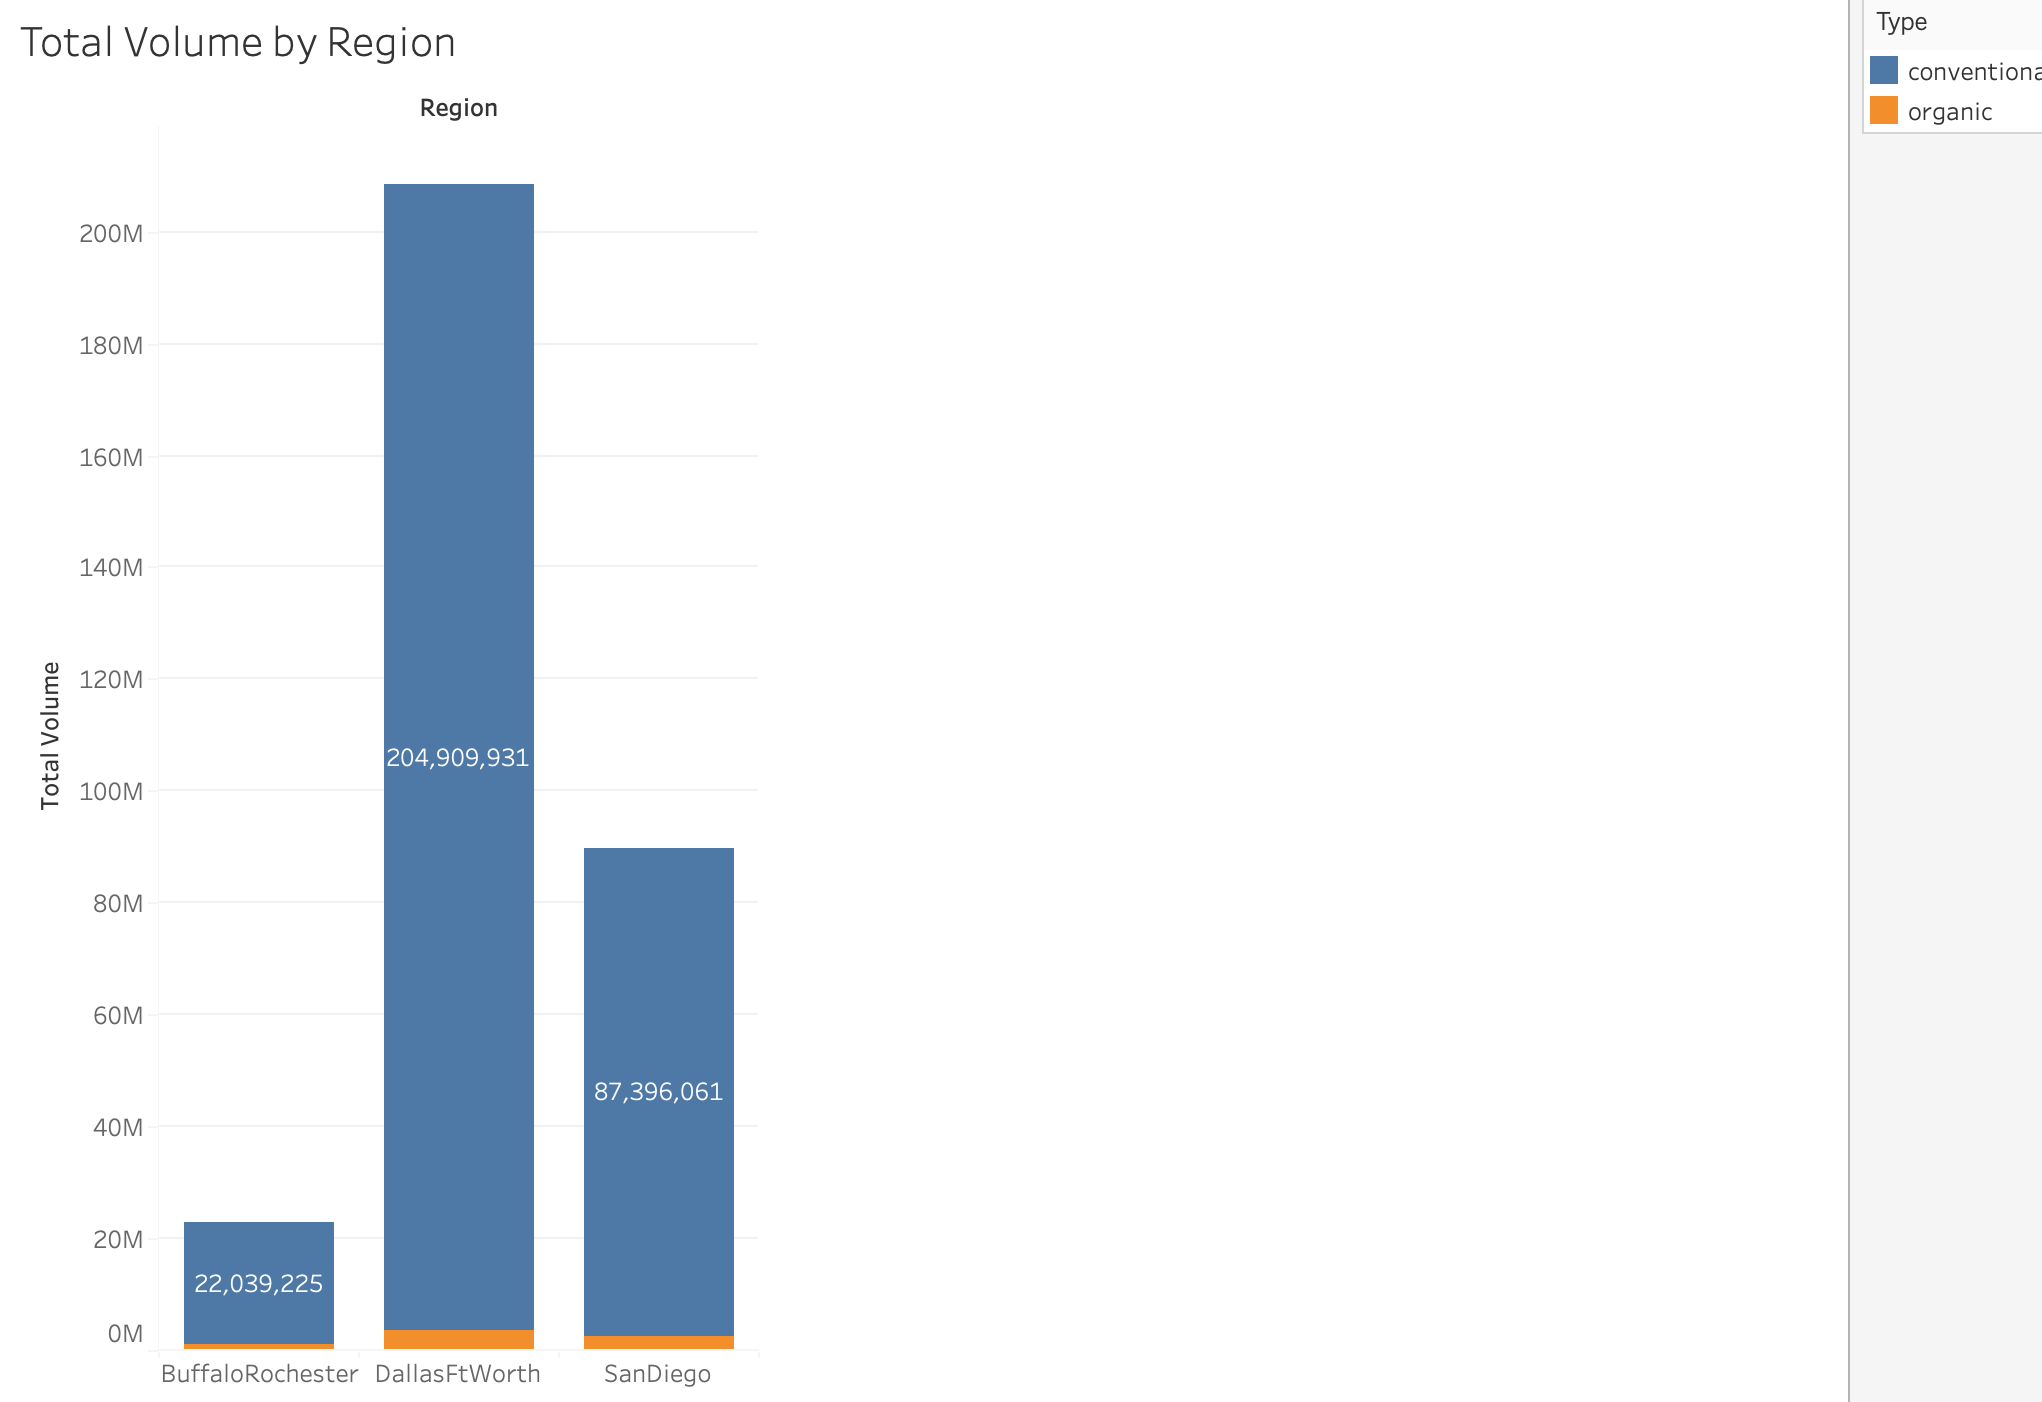 Total Volume by Region
Type
conventiona
organic
Region
200M
180M
160M
140M
120M
100M
80M
60M
40M
20M
0M
Total Volume
204,909,931
87,396,061
22,039,225
BuffaloRochester DallasFtWorth SanDiego